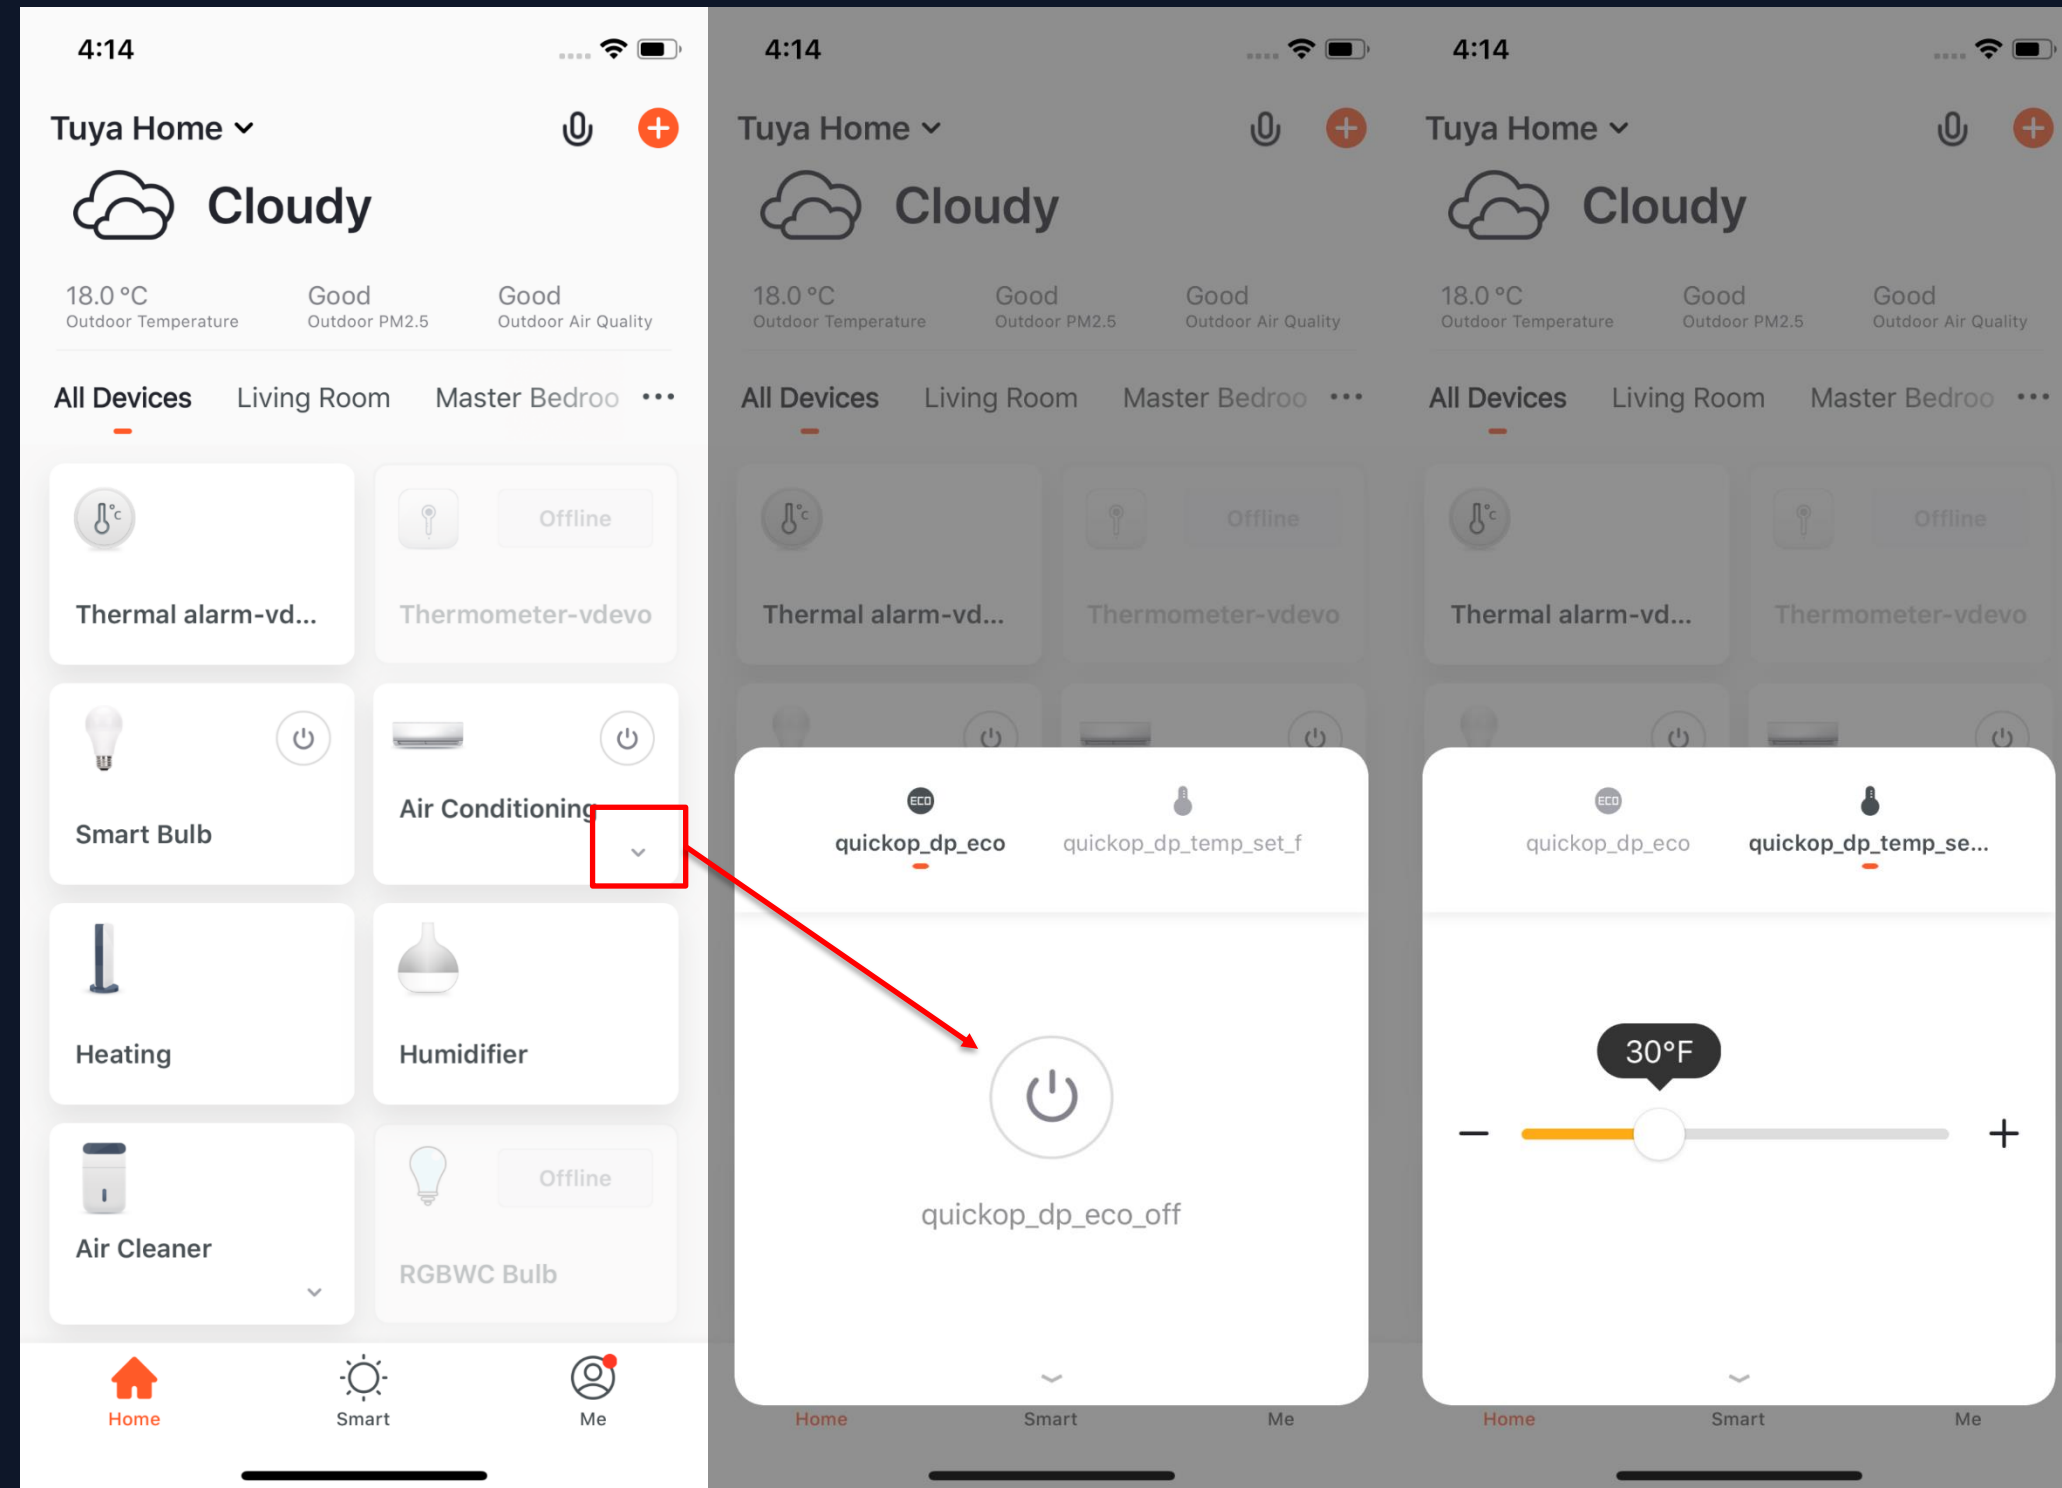 4:14
Tuya Home
Cloudy
18.0 °C
Good
Good
Outdoor Temperature
Outdoor PM2.5
Outdoor Air Quality
All Devices
Living Room
Master Bedroo
°c
Offline
Thermal alarm-vd...
Thermometer-vdevo
Smart Bulb
Air Conditioning
Heating
Humidifier
Air Cleaner
Offline
RGBWC Bulb
Home
Smart
Me
4:14
Tuya Home
Cloudy
18.0 °C
Good
Good
Outdoor Temperature
Outdoor PM2.5
Outdoor Air Quality
All Devices
Living Room
Master Bedroo
°c
Offline
Thermal alarm-vd...
Thermometer-vdevo
ECO
quickop_dp_eco
quickop_dp_temp_set_f
quickop_dp_eco_off
Home
Smart
Me
4:14
Tuya Home
Cloudy
18.0 °C
Good
Good
Outdoor Temperature
Outdoor PM2.5
Outdoor Air Quality
All Devices
Living Room
Master Bedroo
°c
Offline
Thermal alarm-vd...
Thermometer-vdevo
ECO
quickop_dp_eco
quickop_dp_temp_se...
30°F
Home
Smart
Me